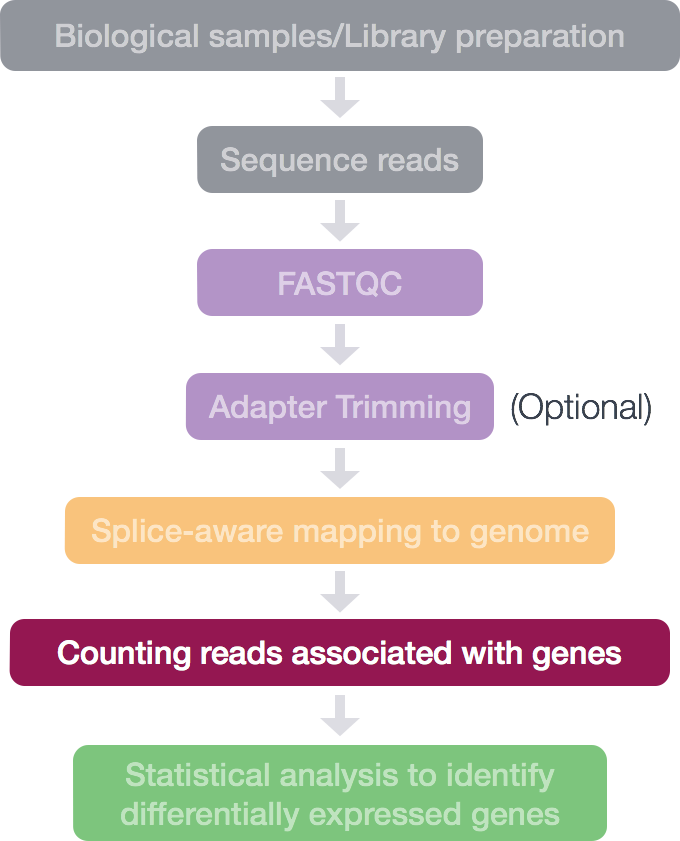 Biological samples/Library preparation
Sequence reads
FASTQC
Adapter Trimming (Optional)
Splice-aware mapping to genome
Counting reads associated with genes
Statistical analysis to identify
differentially expressed genes